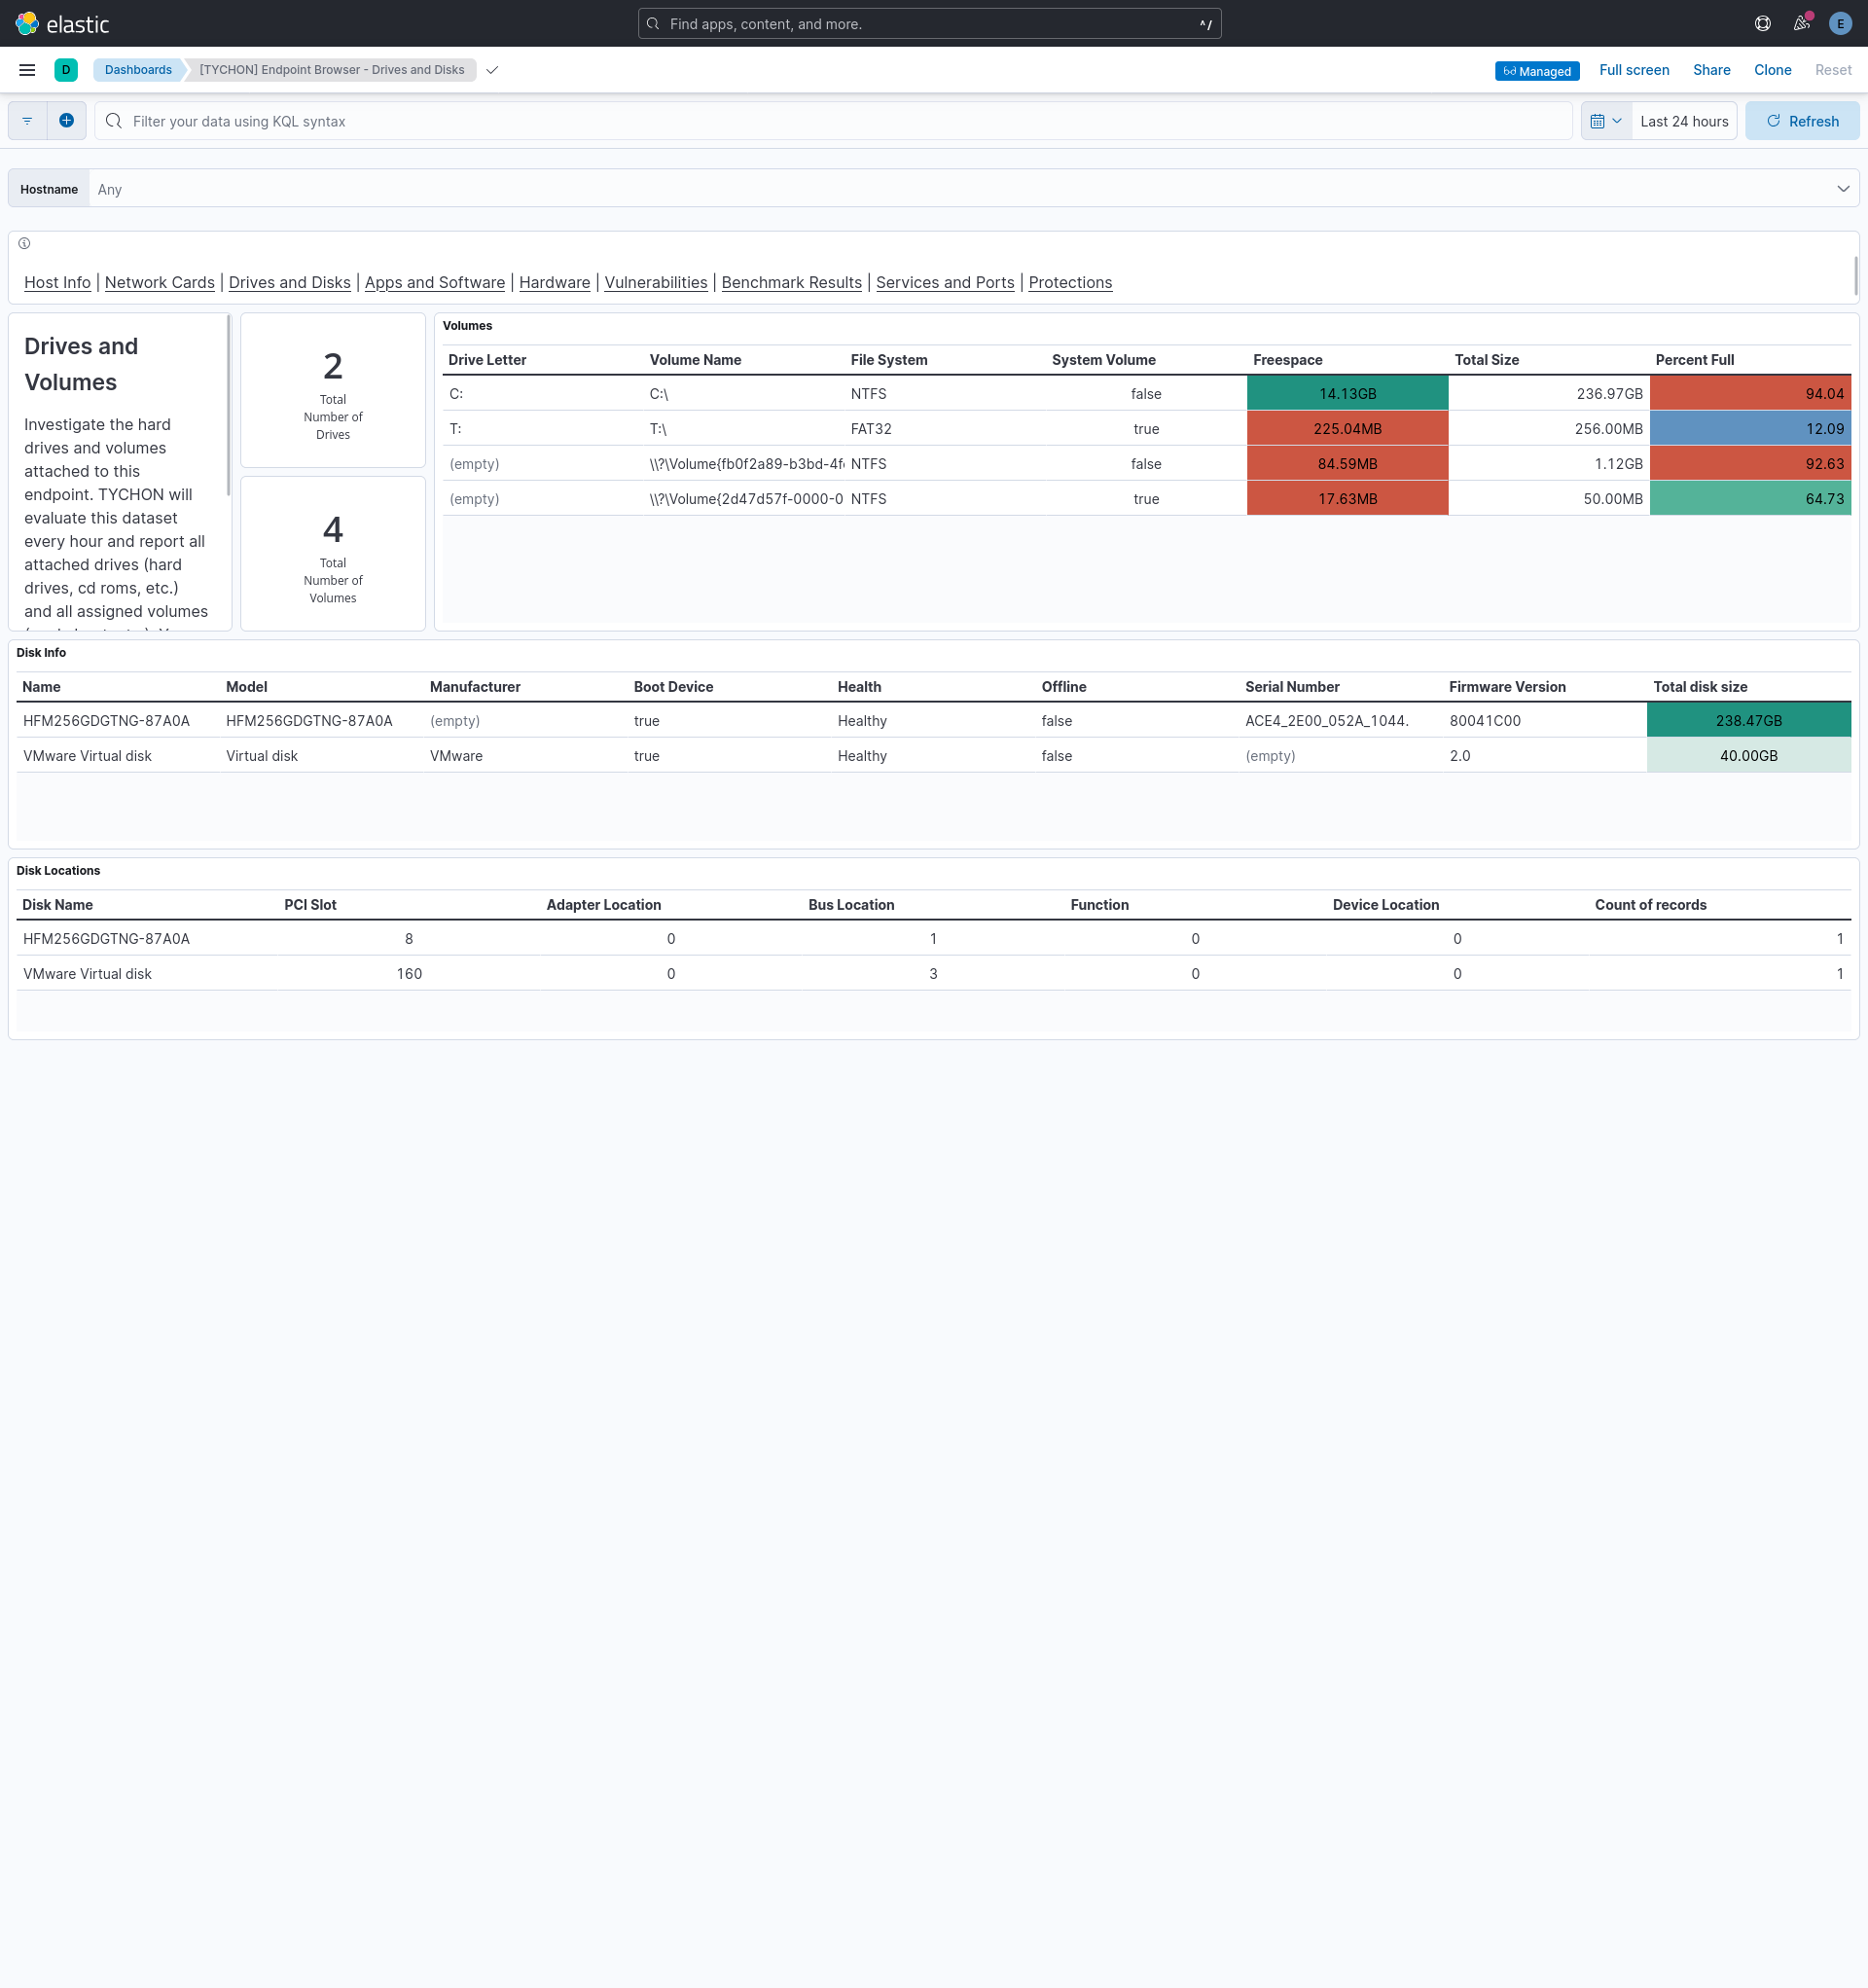 elastic
Find apps, content, and more.
^/
E
D
Dashboards
[TYCHON] Endpoint Browser - Drives and Disks
Managed
Full screen
Share
Clone
Reset
Filter your data using KQL syntax
Last 24 hours
Refresh
Hostname
Any
Host Info | Network Cards | Drives and Disks | Apps and Software | Hardware | Vulnerabilities | Benchmark Results | Services and Ports | Protections
Drives and
Volumes
Investigate the hard
drives and volumes
attached to this
endpoint. TYCHON will
evaluate this dataset
every hour and report all
attached drives (hard
drives, cd roms, etc.)
and all assigned volumes
2
Total
Number of
Drives
4
Total
Number of
Volumes
Volumes
Drive Letter Volume Name File System System Volume Freespace Total Size Percent Full
C: C:\ NTFS false 14.13GB 236.97GB 94.04
T: T:\ FAT32 true 225.04MB 256.00MB 12.09
(empty) \\?\Volume{fb0f2a89-b3bd-4f NTFS false 84.59MB 1.12GB 92.63
(empty) \\?\Volume{2d47d57f-0000-0 NTFS true 17.63MB 50.00MB 64.73
Disk Info
Name Model Manufacturer Boot Device Health Offline Serial Number Firmware Version Total disk size
HFM256GDGTNG-87A0A HFM256GDGTNG-87A0A (empty) true Healthy false ACE4_2E00_052A_1044. 80041C00 238.47GB
VMware Virtual disk Virtual disk VMware true Healthy false (empty) 2.0 40.00GB
Disk Locations
Disk Name PCI Slot Adapter Location Bus Location Function Device Location Count of records
HFM256GDGTNG-87A0A 8 0 1 0 0 1
VMware Virtual disk 160 0 3 0 0 1